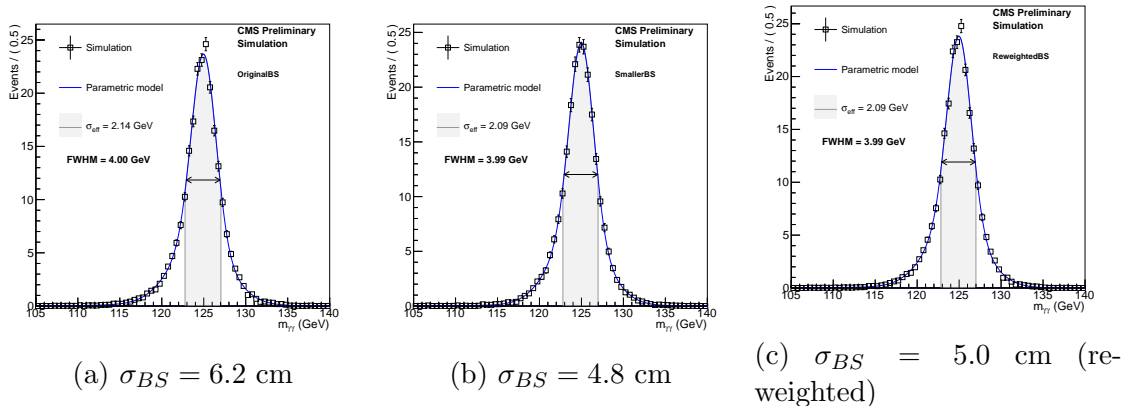 Events / ( 0.5 )
25
20
15
10
5
0
CMS Preliminary
Simulation
OriginalBS
Simulation
Parametric model
σeff = 2.14 GeV
FWHM = 4.00 GeV
105 110 115 120 125 130 135 140
mγγ (GeV)
(a) σBS = 6.2 cm
Events / ( 0.5 )
25
20
15
10
5
0
CMS Preliminary
Simulation
SmallerBS
Simulation
Parametric model
σeff = 2.09 GeV
FWHM = 3.99 GeV
105 110 115 120 125 130 135 140
mγγ (GeV)
(b) σBS = 4.8 cm
Events / ( 0.5 )
25
20
15
10
5
0
CMS Preliminary
Simulation
ReweightedBS
Simulation
Parametric model
σeff = 2.09 GeV
FWHM = 3.99 GeV
105 110 115 120 125 130 135 140
mγγ (GeV)
(c) σBS = 5.0 cm (re-
weighted)